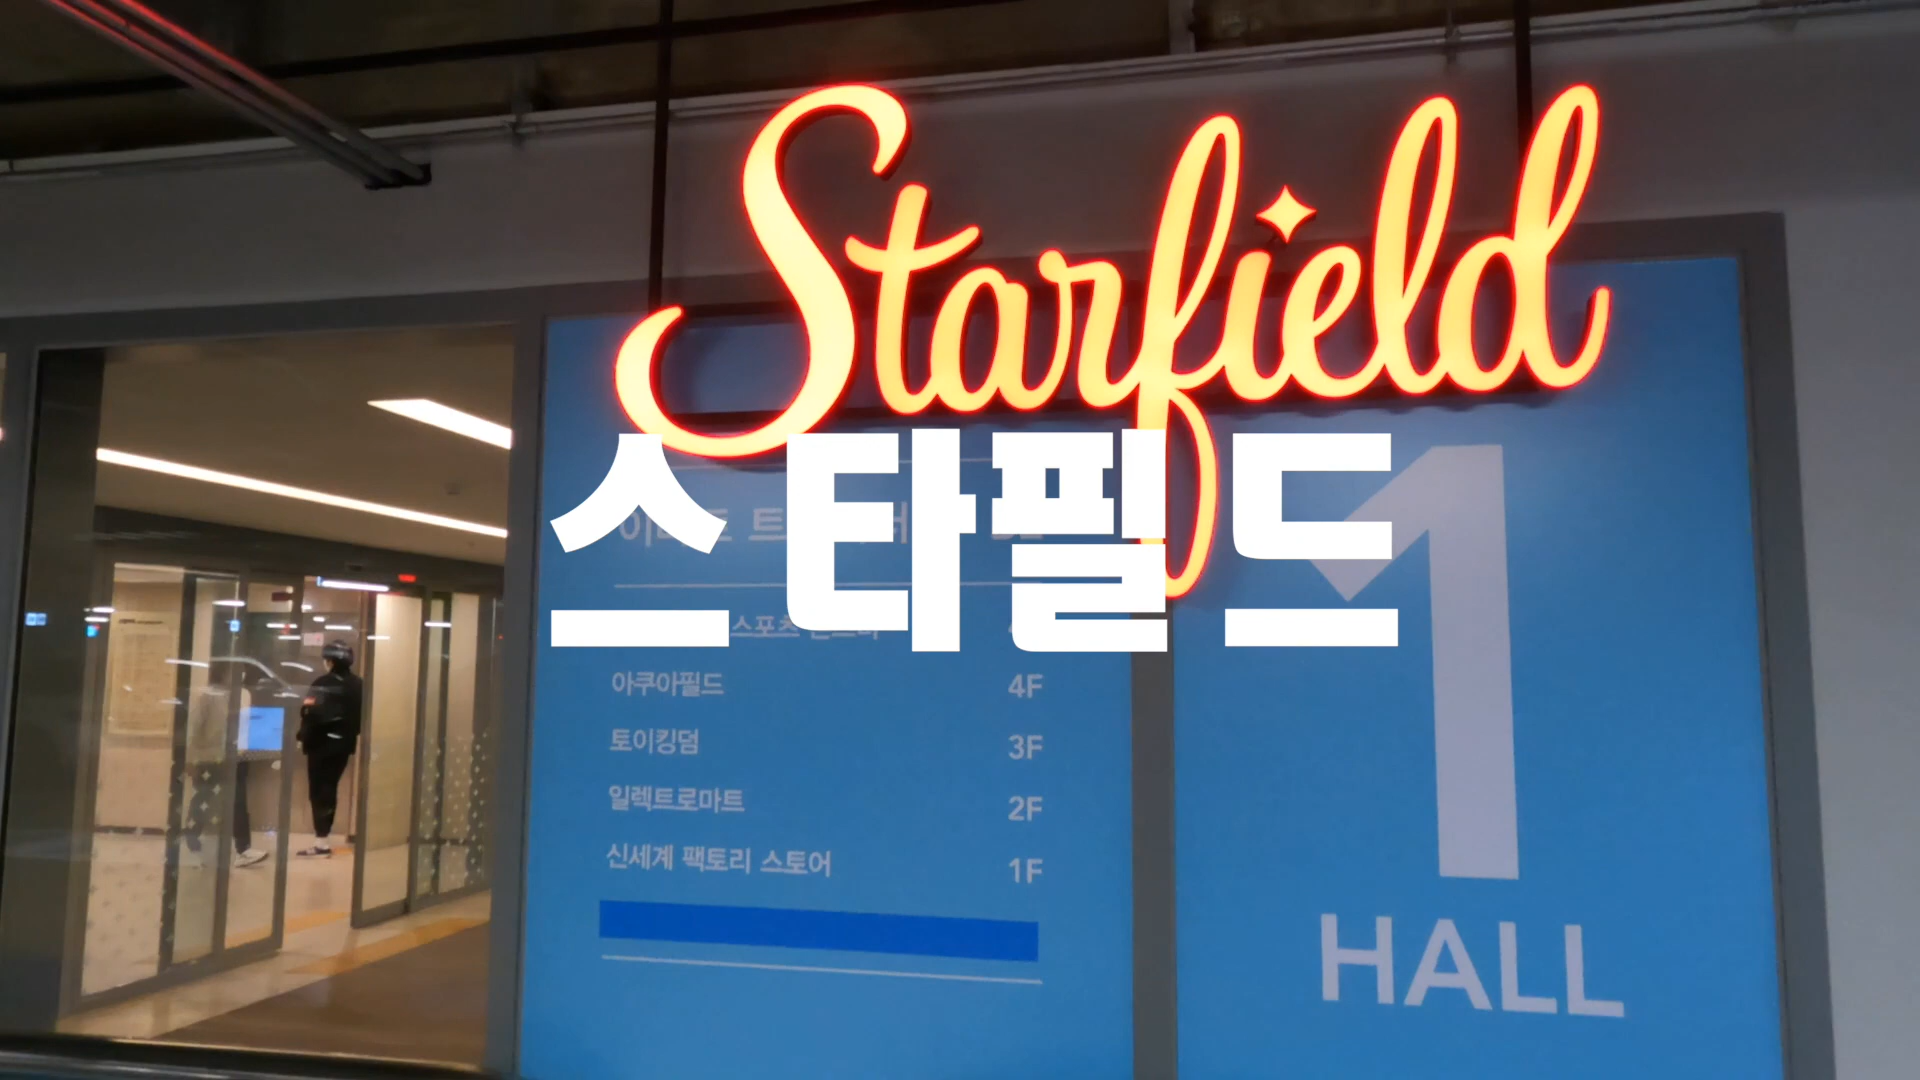 Starfield
스타필드
아쿠아필드 4F
토이킹덤 3F
일렉트로마트 2F
신세계 팩토리 스토어 1F
1
HALL